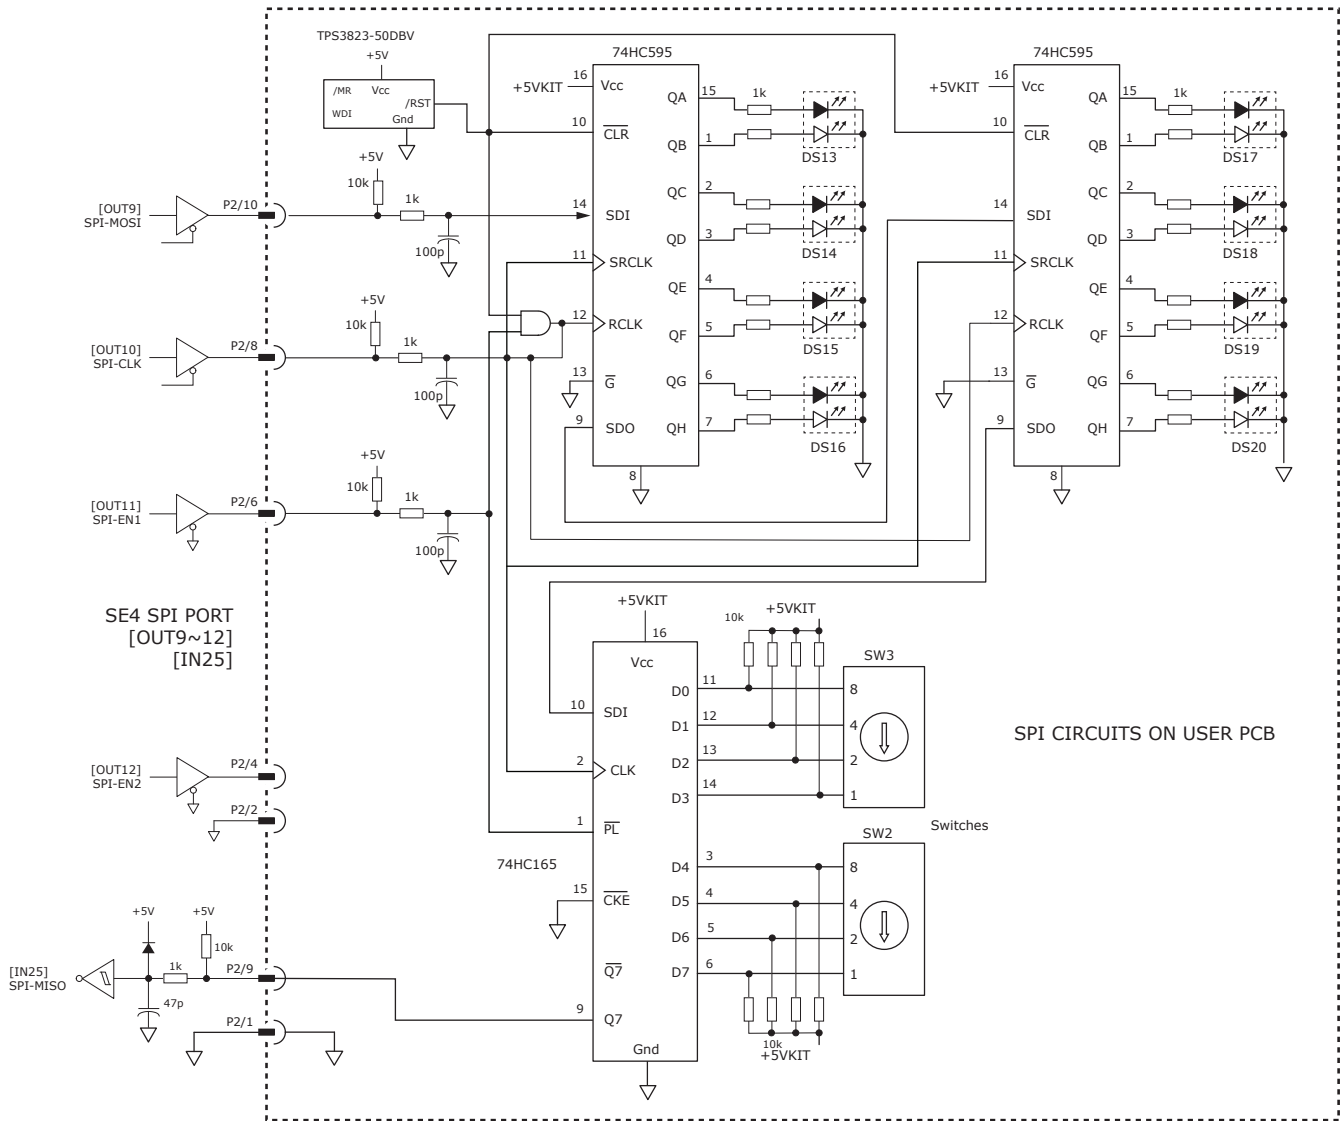 TPS3823-50DBV
+5V
/MR
Vcc
/RST
WDI
Gnd
74HC595
+5VKIT
16
Vcc
10
CLR
14
SDI
11
SRCLK
12
RCLK
13
G
9
SDO
8
QA
15
1k
QB
1
DS13
QC
2
QD
3
DS14
QE
4
QF
5
DS15
QG
6
QH
7
DS16
74HC595
+5VKIT
16
Vcc
10
CLR
14
SDI
11
SRCLK
12
RCLK
13
G
9
SDO
8
QA
15
1k
QB
1
DS17
QC
2
QD
3
DS18
QE
4
QF
5
DS19
QG
6
QH
7
DS20
[OUT9]
SPI-MOSI
P2/10
+5V
10k
1k
100p
[OUT10]
SPI-CLK
P2/8
+5V
10k
1k
100p
[OUT11]
SPI-EN1
P2/6
+5V
10k
1k
100p
SE4 SPI PORT
[OUT9~12]
[IN25]
[OUT12]
SPI-EN2
P2/4
P2/2
+5V
+5V
10k
[IN25]
SPI-MISO
1k
P2/9
47p
P2/1
+5VKIT
16
Vcc
10
SDI
2
CLK
1
PL
74HC165
15
CKE
Q7
9
Q7
Gnd
D0
11
D1
12
D2
13
D3
14
D4
3
D5
4
D6
5
D7
6
10k
+5VKIT
SW3
8
4
2
1
Switches
SW2
8
4
2
1
10k
+5VKIT
SPI CIRCUITS ON USER PCB